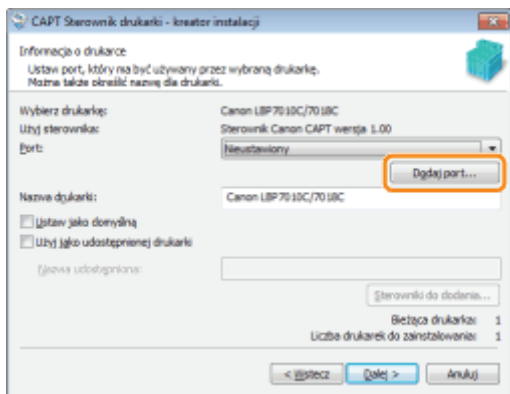 CAPT Sterownik drukarki - kreator instalacji
Informacja o drukarce
Ustaw port, który ma być używany przez wybraną drukarkę.
Można także określić nazwę dla drukarki.
Wybierz drukarkę: Canon LBP7010C/7018C
Użyj sterownika: Sterownik Canon CAPT wersja 1.00
Port: Nieustawiony
Dodaj port...
Nazwa drukarki: Canon LBP7010C/7018C
Ustaw jako domyślną
Użyj jako udostępnionej drukarki
Nazwa udostępniona:
Sterowniki do dodania...
Bieżąca drukarka: 1
Liczba drukarek do zainstalowania: 1
< Wstecz Dalej > Anuluj